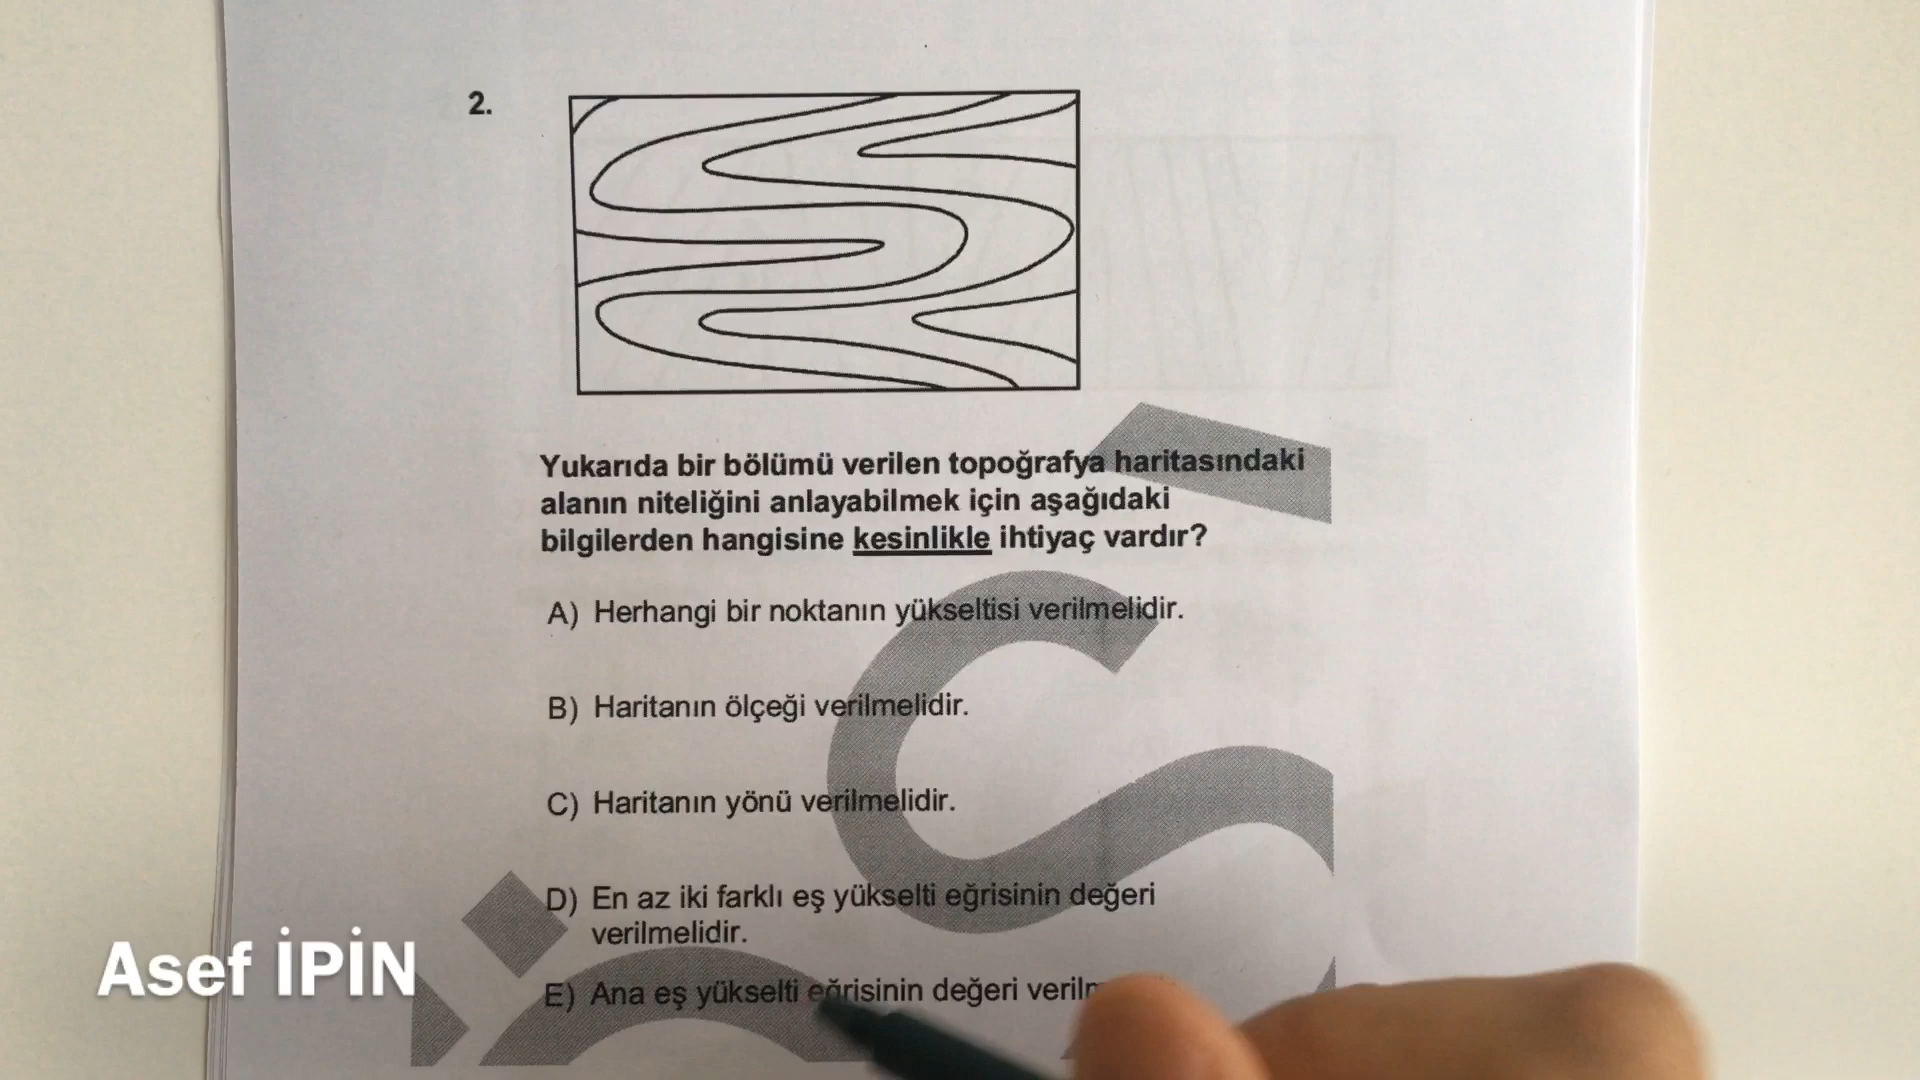 2.
Yukarıda bir bölümü verilen topoğrafya haritasındaki
alanın niteliğini anlayabilmek için aşağıdaki
bilgilerden hangisine kesinlikle ihtiyaç vardır?
A) Herhangi bir noktanın yükseltisi verilmelidir.
B) Haritanın ölçeği verilmelidir.
C) Haritanın yönü verilmelidir.
D) En az iki farklı eş yükselti eğrisinin değeri
verilmelidir.
E) Ana eş yükselti eğrisinin değeri
Asef İPİN